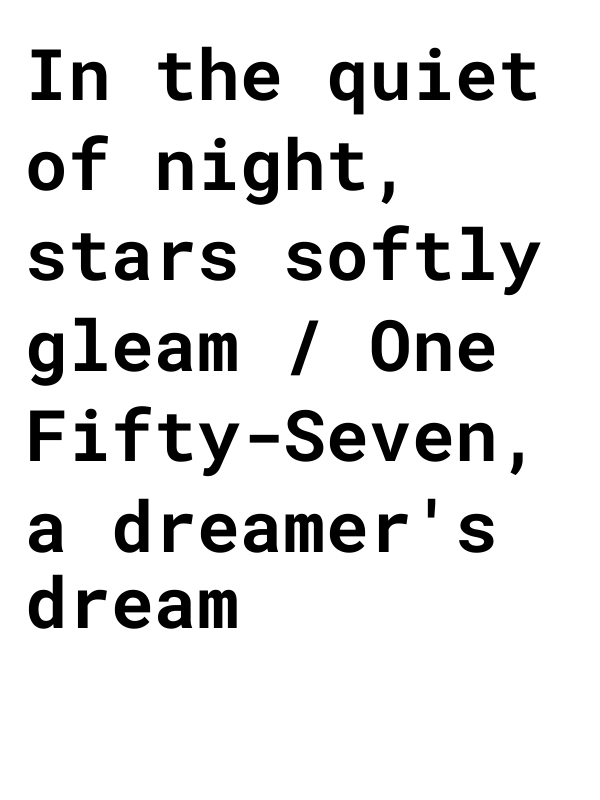 In the quiet
of night,
stars softly
gleam / One
Fifty-Seven,
a dreamer's
dream